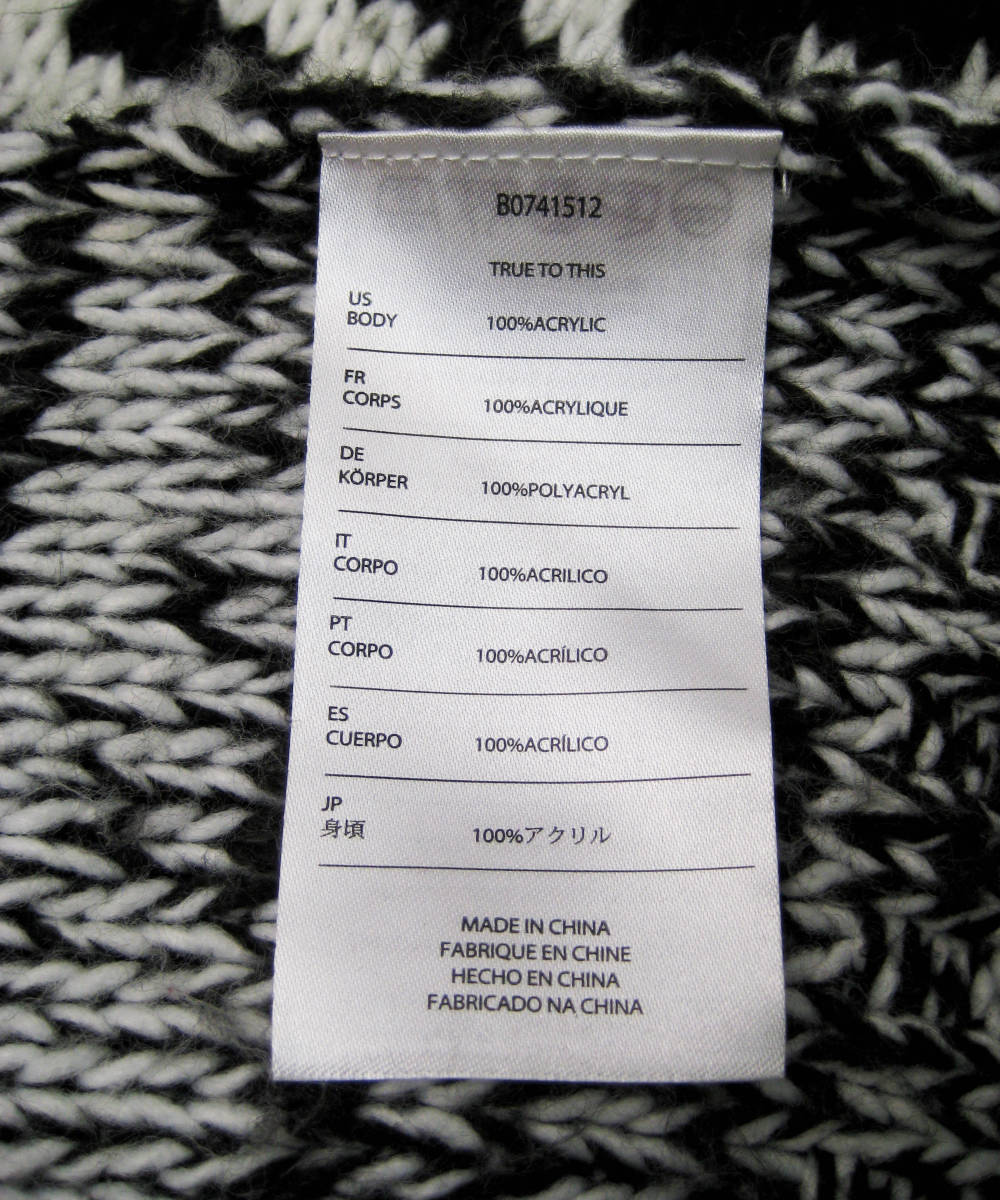 B0741512
TRUE TO THIS
US
BODY 100%ACRYLIC
FR
CORPS 100%ACRYLIQUE
DE
KÖRPER 100%POLYACRYL
IT
CORPO 100%ACRILICO
PT
CORPO 100%ACRÍLICO
ES
CUERPO 100%ACRÍLICO
JP
身頃 100%アクリル
MADE IN CHINA
FABRIQUE EN CHINE
HECHO EN CHINA
FABRICADO NA CHINA